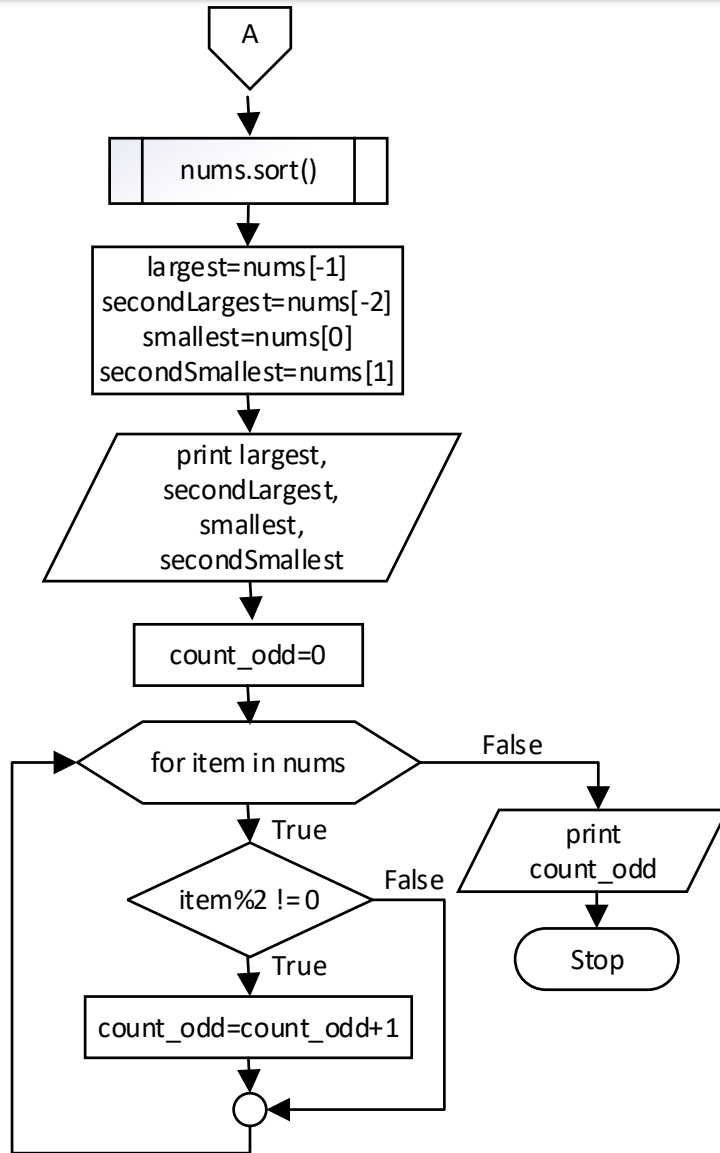 A
nums.sort()
largest=nums[-1]
secondLargest=nums[-2]
smallest=nums[0]
secondSmallest=nums[1]
print largest,
secondLargest,
smallest,
secondSmallest
count_odd=0
for item in nums
False
print
count_odd
Stop
True
item%2 != 0
False
True
count_odd=count_odd+1